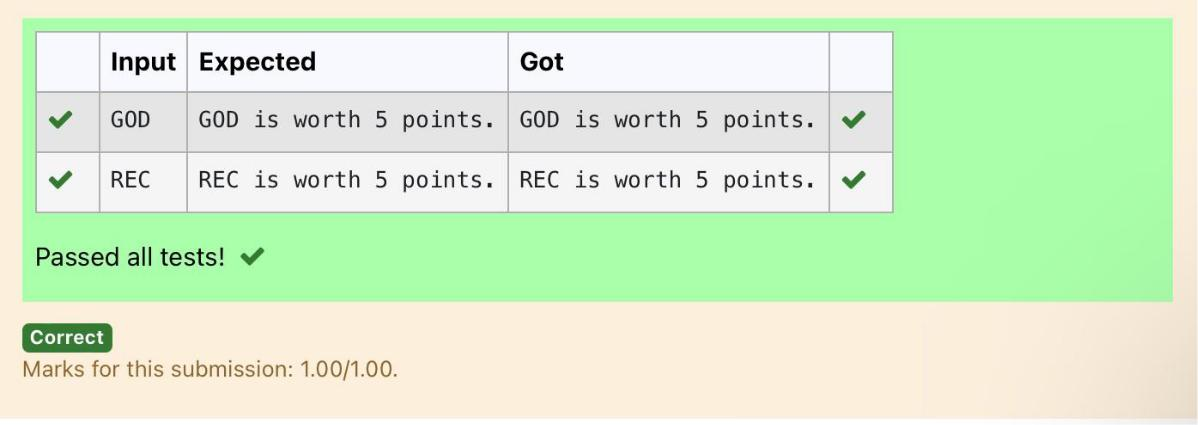 Input Expected Got
GOD GOD is worth 5 points. GOD is worth 5 points.
REC REC is worth 5 points. REC is worth 5 points.
Passed all tests!
Correct
Marks for this submission: 1.00/1.00.